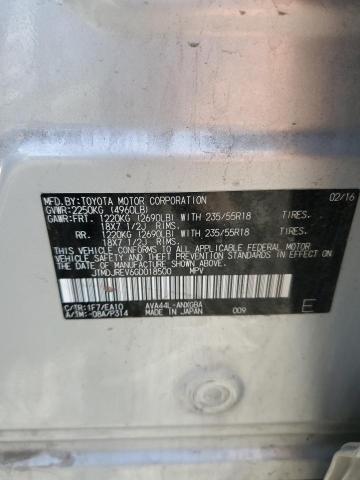 MFD.BY:TOYOTA MOTOR CORPORATION 02/16
GVWR:2250KG (4960LB)
GAWR:FRT. 1220KG (2690LB) WITH 235/55R18 TIRES.
18X7 1/2J RIMS,
RR. 1220KG (2690LB) WITH 235/55R18 TIRES.
18X7 1/2J RIMS,
THIS VEHICLE CONFORMS TO ALL APPLICABLE
FEDERAL MOTOR VEHICLE SAFETY
STANDARDS IN EFFECT ON THE DATE OF
MANUFACTURE SHOWN ABOVE.
JTMDJREV6GD018500 MPV
C/TR:1F7/EA10 AVA44L-ANXGBA
A/TM:-08A/P314 MADE IN JAPAN 009 E